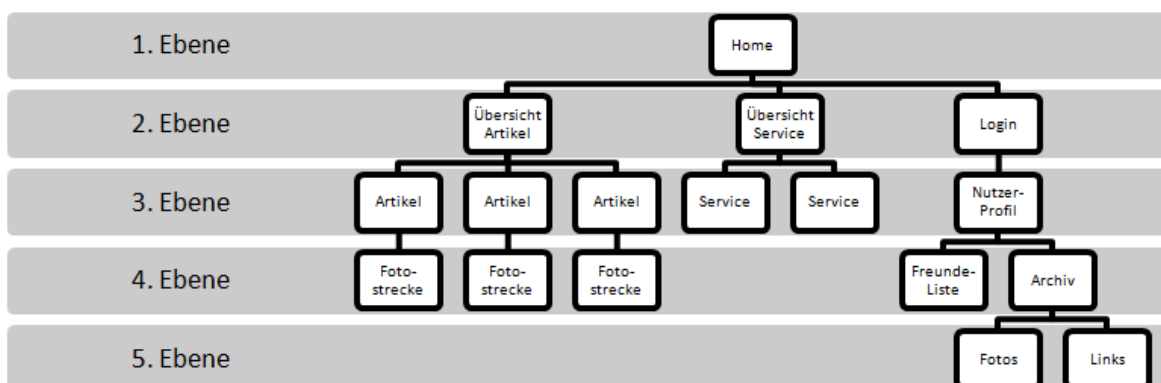 1. Ebene
Home
2. Ebene
Übersicht
Artikel
Übersicht
Service
Login
3. Ebene
Artikel
Artikel
Artikel
Service
Service
Nutzer-
Profil
4. Ebene
Foto-
strecke
Foto-
strecke
Foto-
strecke
Freunde-
Liste
Archiv
5. Ebene
Fotos
Links